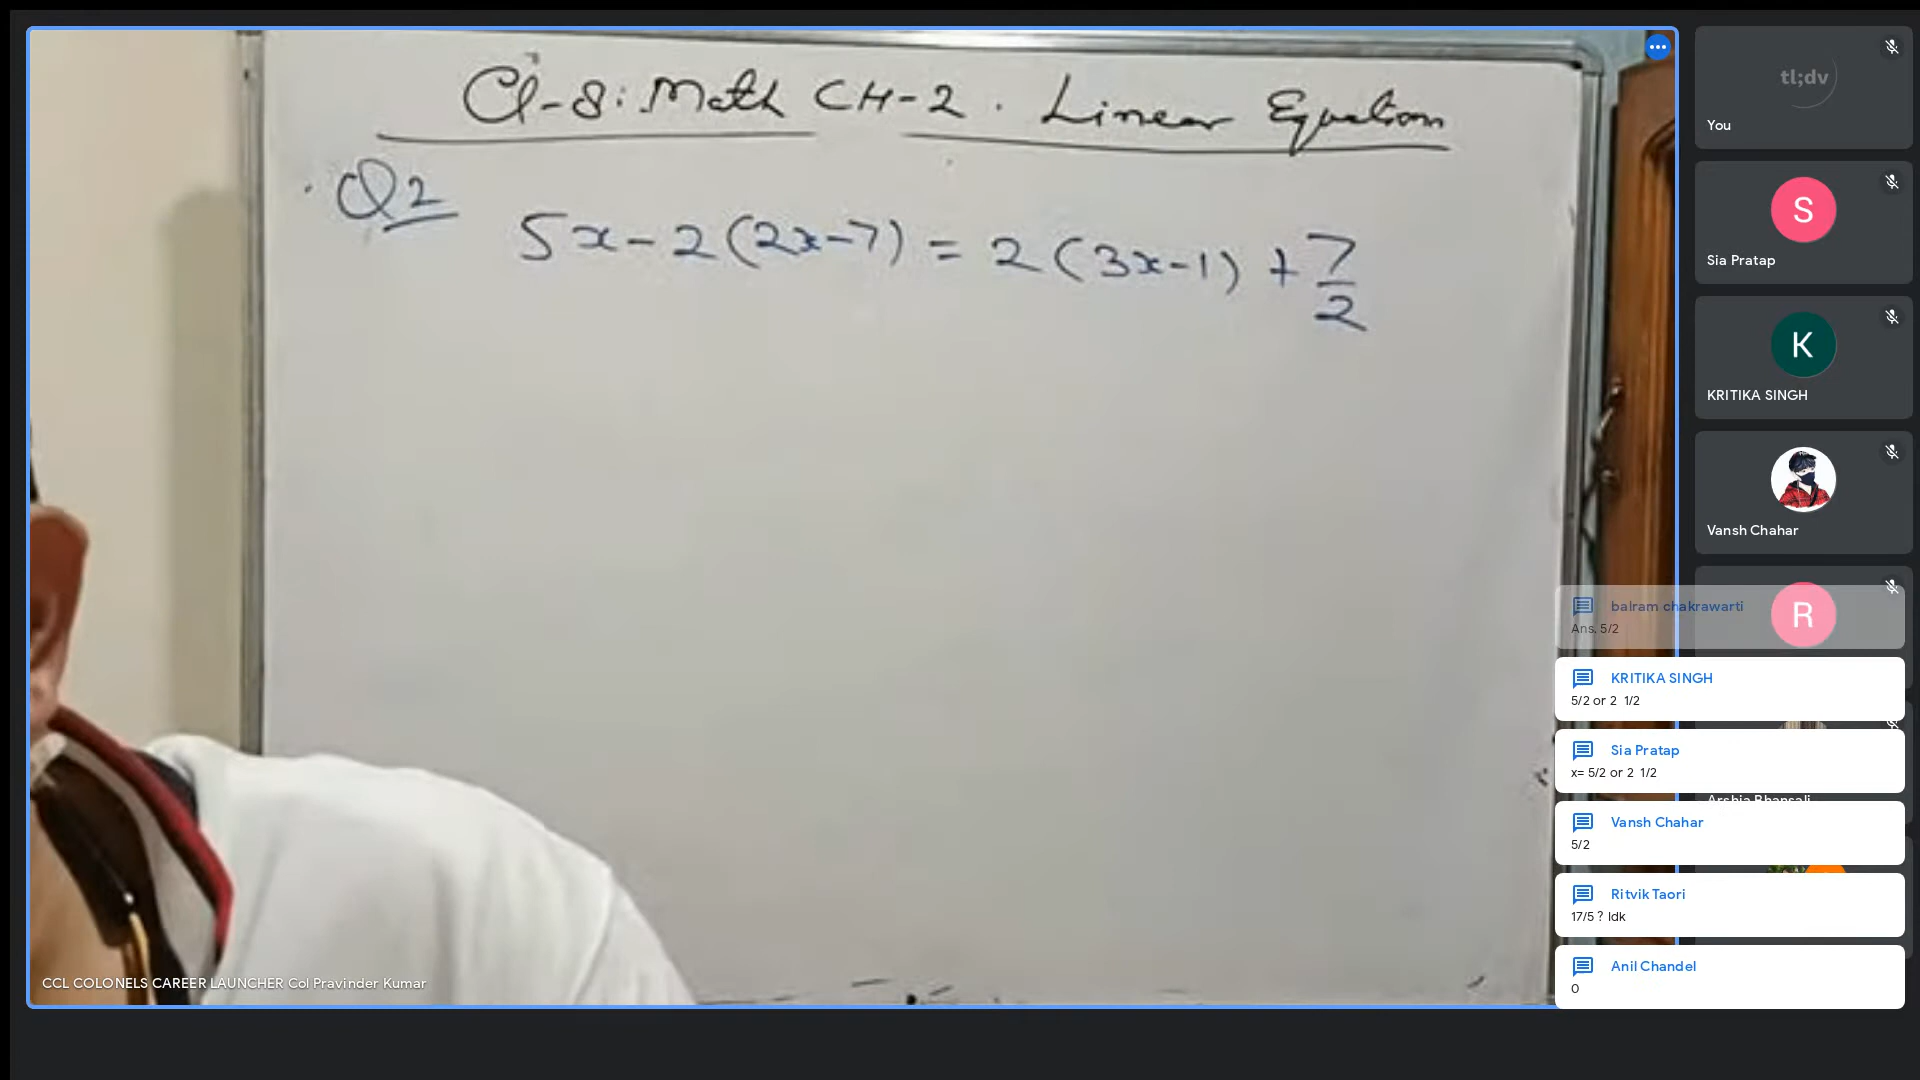 Cl-8: Math CH-2. Linear Equation
Q2
5x-2(2x-7) = 2(3x-1) + 7/2
CCL COLONELS CAREER LAUNCHER Col Pravinder Kumar
tl;dv
You
S
Sia Pratap
K
KRITIKA SINGH
Vansh Chahar
R
balram chakrawarti
Ans. 5/2
KRITIKA SINGH
5/2 or 2 1/2
Sia Pratap
x= 5/2 or 2 1/2
Arshia Bhansali
Vansh Chahar
5/2
Ritvik Taori
17/5 ? Idk
Anil Chandel
0